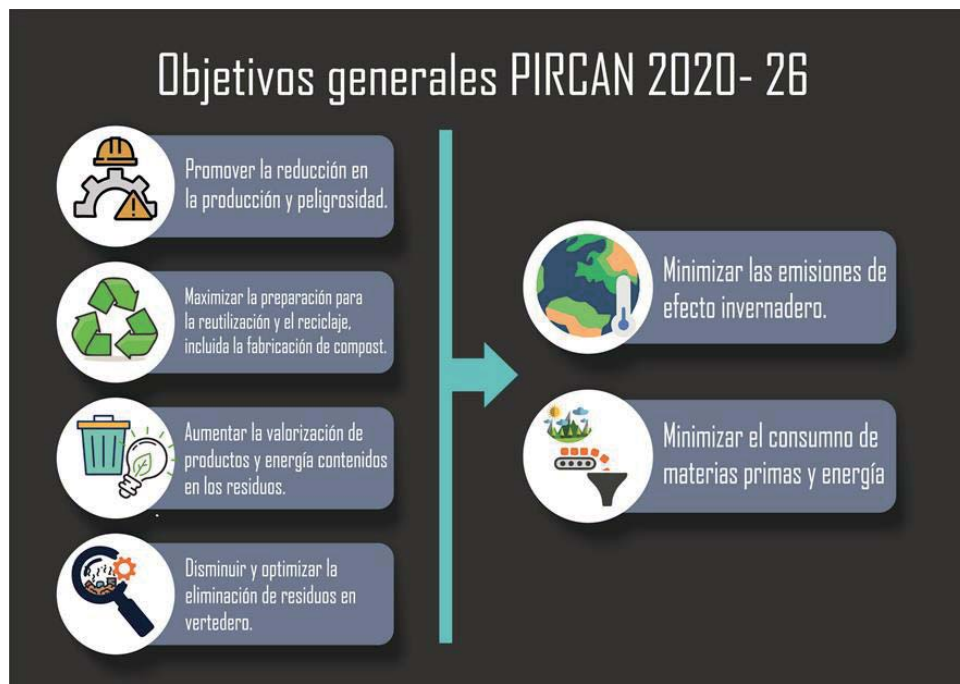 Objetivos generales PIRCAN 2020- 26
Promover la reducción en
la producción y peligrosidad.
Maximizar la preparación para
la reutilización y el reciclaje,
incluida la fabricación de compost.
Aumentar la valorización de
productos y energía contenidos
en los residuos.
Disminuir y optimizar la
eliminación de residuos en
vertedero.
Minimizar las emisiones de
efecto invernadero.
Minimizar el consumno de
materias primas y energía